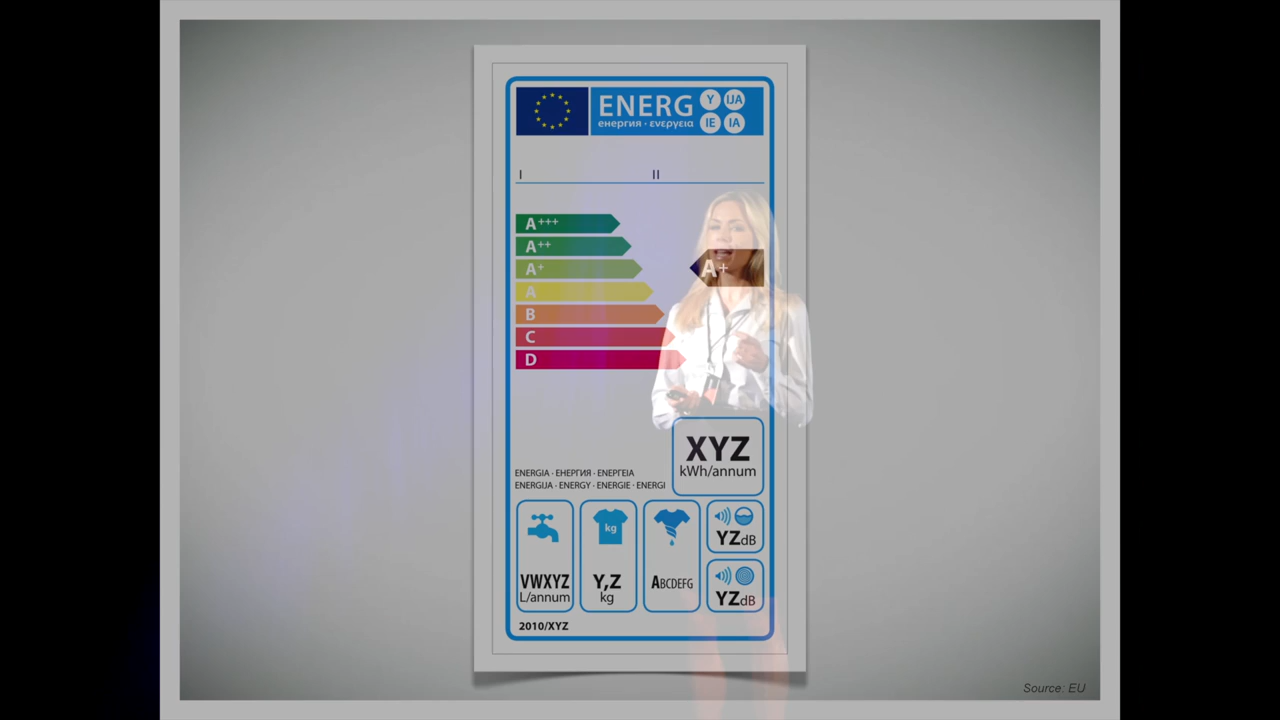 ENERG Y IJA
енергия · ενεργεια IE IA
I II
A+++
A++
A+ A+
A
B
C
D
XYZ
kWh/annum
ENERGIA · ЕНЕРГИЯ · ΕΝΕΡΓΕΙΑ
ENERGIJA · ENERGY · ENERGIE · ENERGI
kg
YZdB
VWXYZ Y,Z ABCDEFG
L/annum kg
YZdB
2010/XYZ
Source: EU